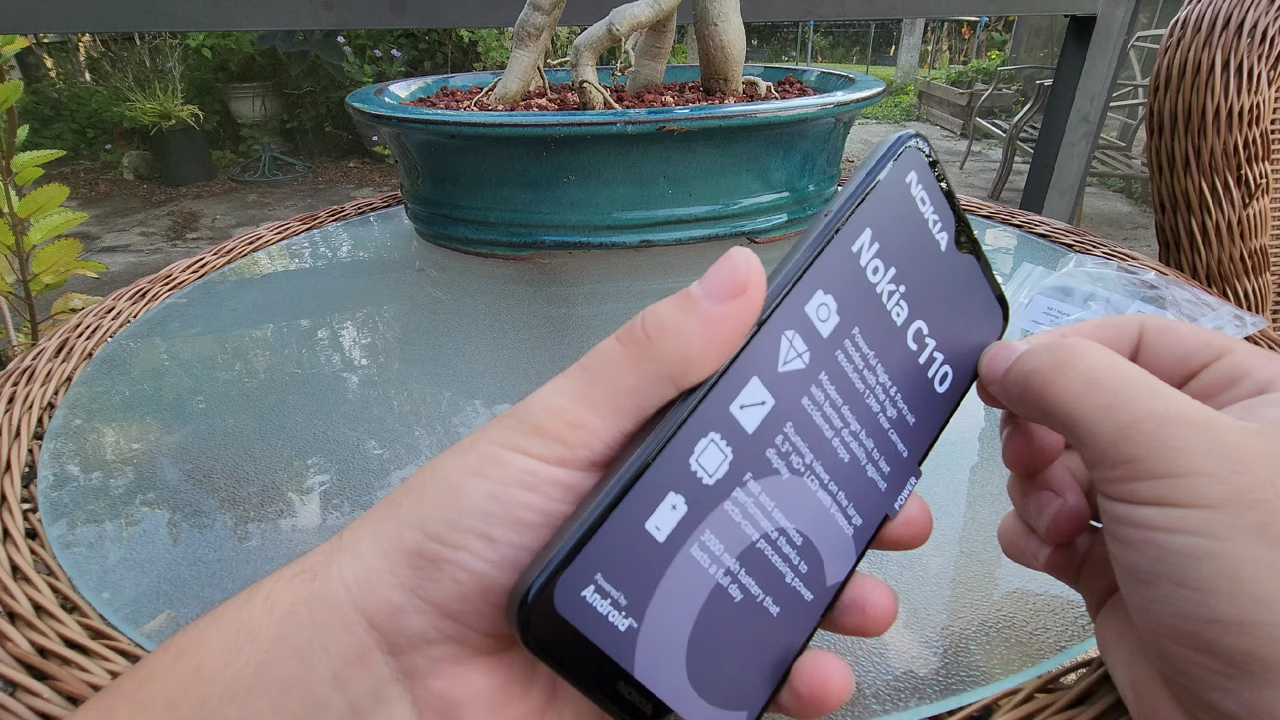 NOKIA
Nokia C110
Powerful Night & Portrait
modes with the high
resolution 13MP rear camera
Modern design built to last
with better durability against
accidental drops
Stunning views on the large
6.3" HD+ LCD with V-notch
display
Fast and seamless
performance thanks to
octa-core processing power
3000 mAh battery that
lasts a full day
POWER
Powered by
Android™
NOKIA